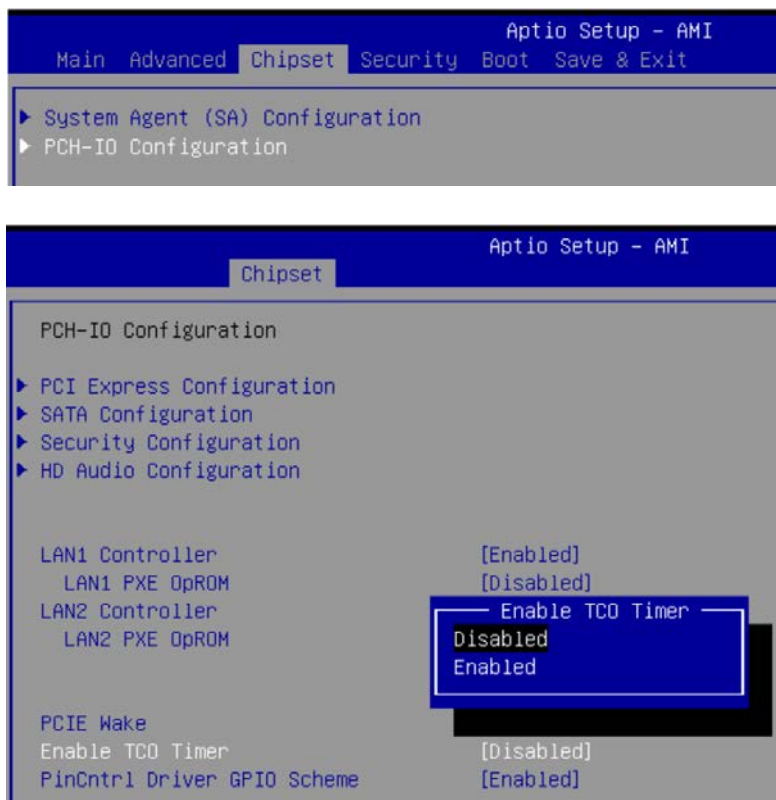 Aptio Setup – AMI
Main Advanced Chipset Security Boot Save & Exit
▶ System Agent (SA) Configuration
▶ PCH-IO Configuration
Aptio Setup – AMI
Chipset
PCH-IO Configuration
▶ PCI Express Configuration
▶ SATA Configuration
▶ Security Configuration
▶ HD Audio Configuration
LAN1 Controller [Enabled]
LAN1 PXE OpROM [Disabled]
LAN2 Controller
LAN2 PXE OpROM
Enable TCO Timer
Disabled
Enabled
PCIE Wake
Enable TCO Timer [Disabled]
PinCntrl Driver GPIO Scheme [Enabled]